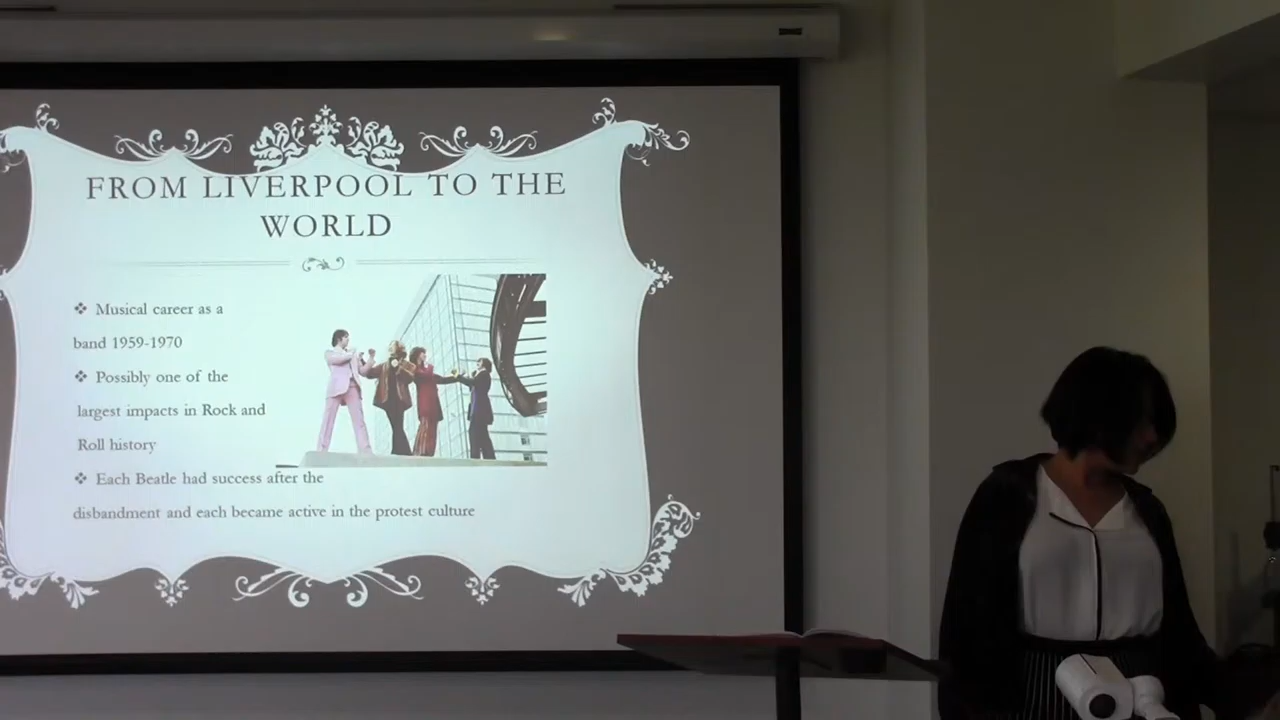 FROM LIVERPOOL TO THE
WORLD
❖ Musical career as a
band 1959-1970
❖ Possibly one of the
largest impacts in Rock and
Roll history
❖ Each Beatle had success after the
disbandment and each became active in the protest culture